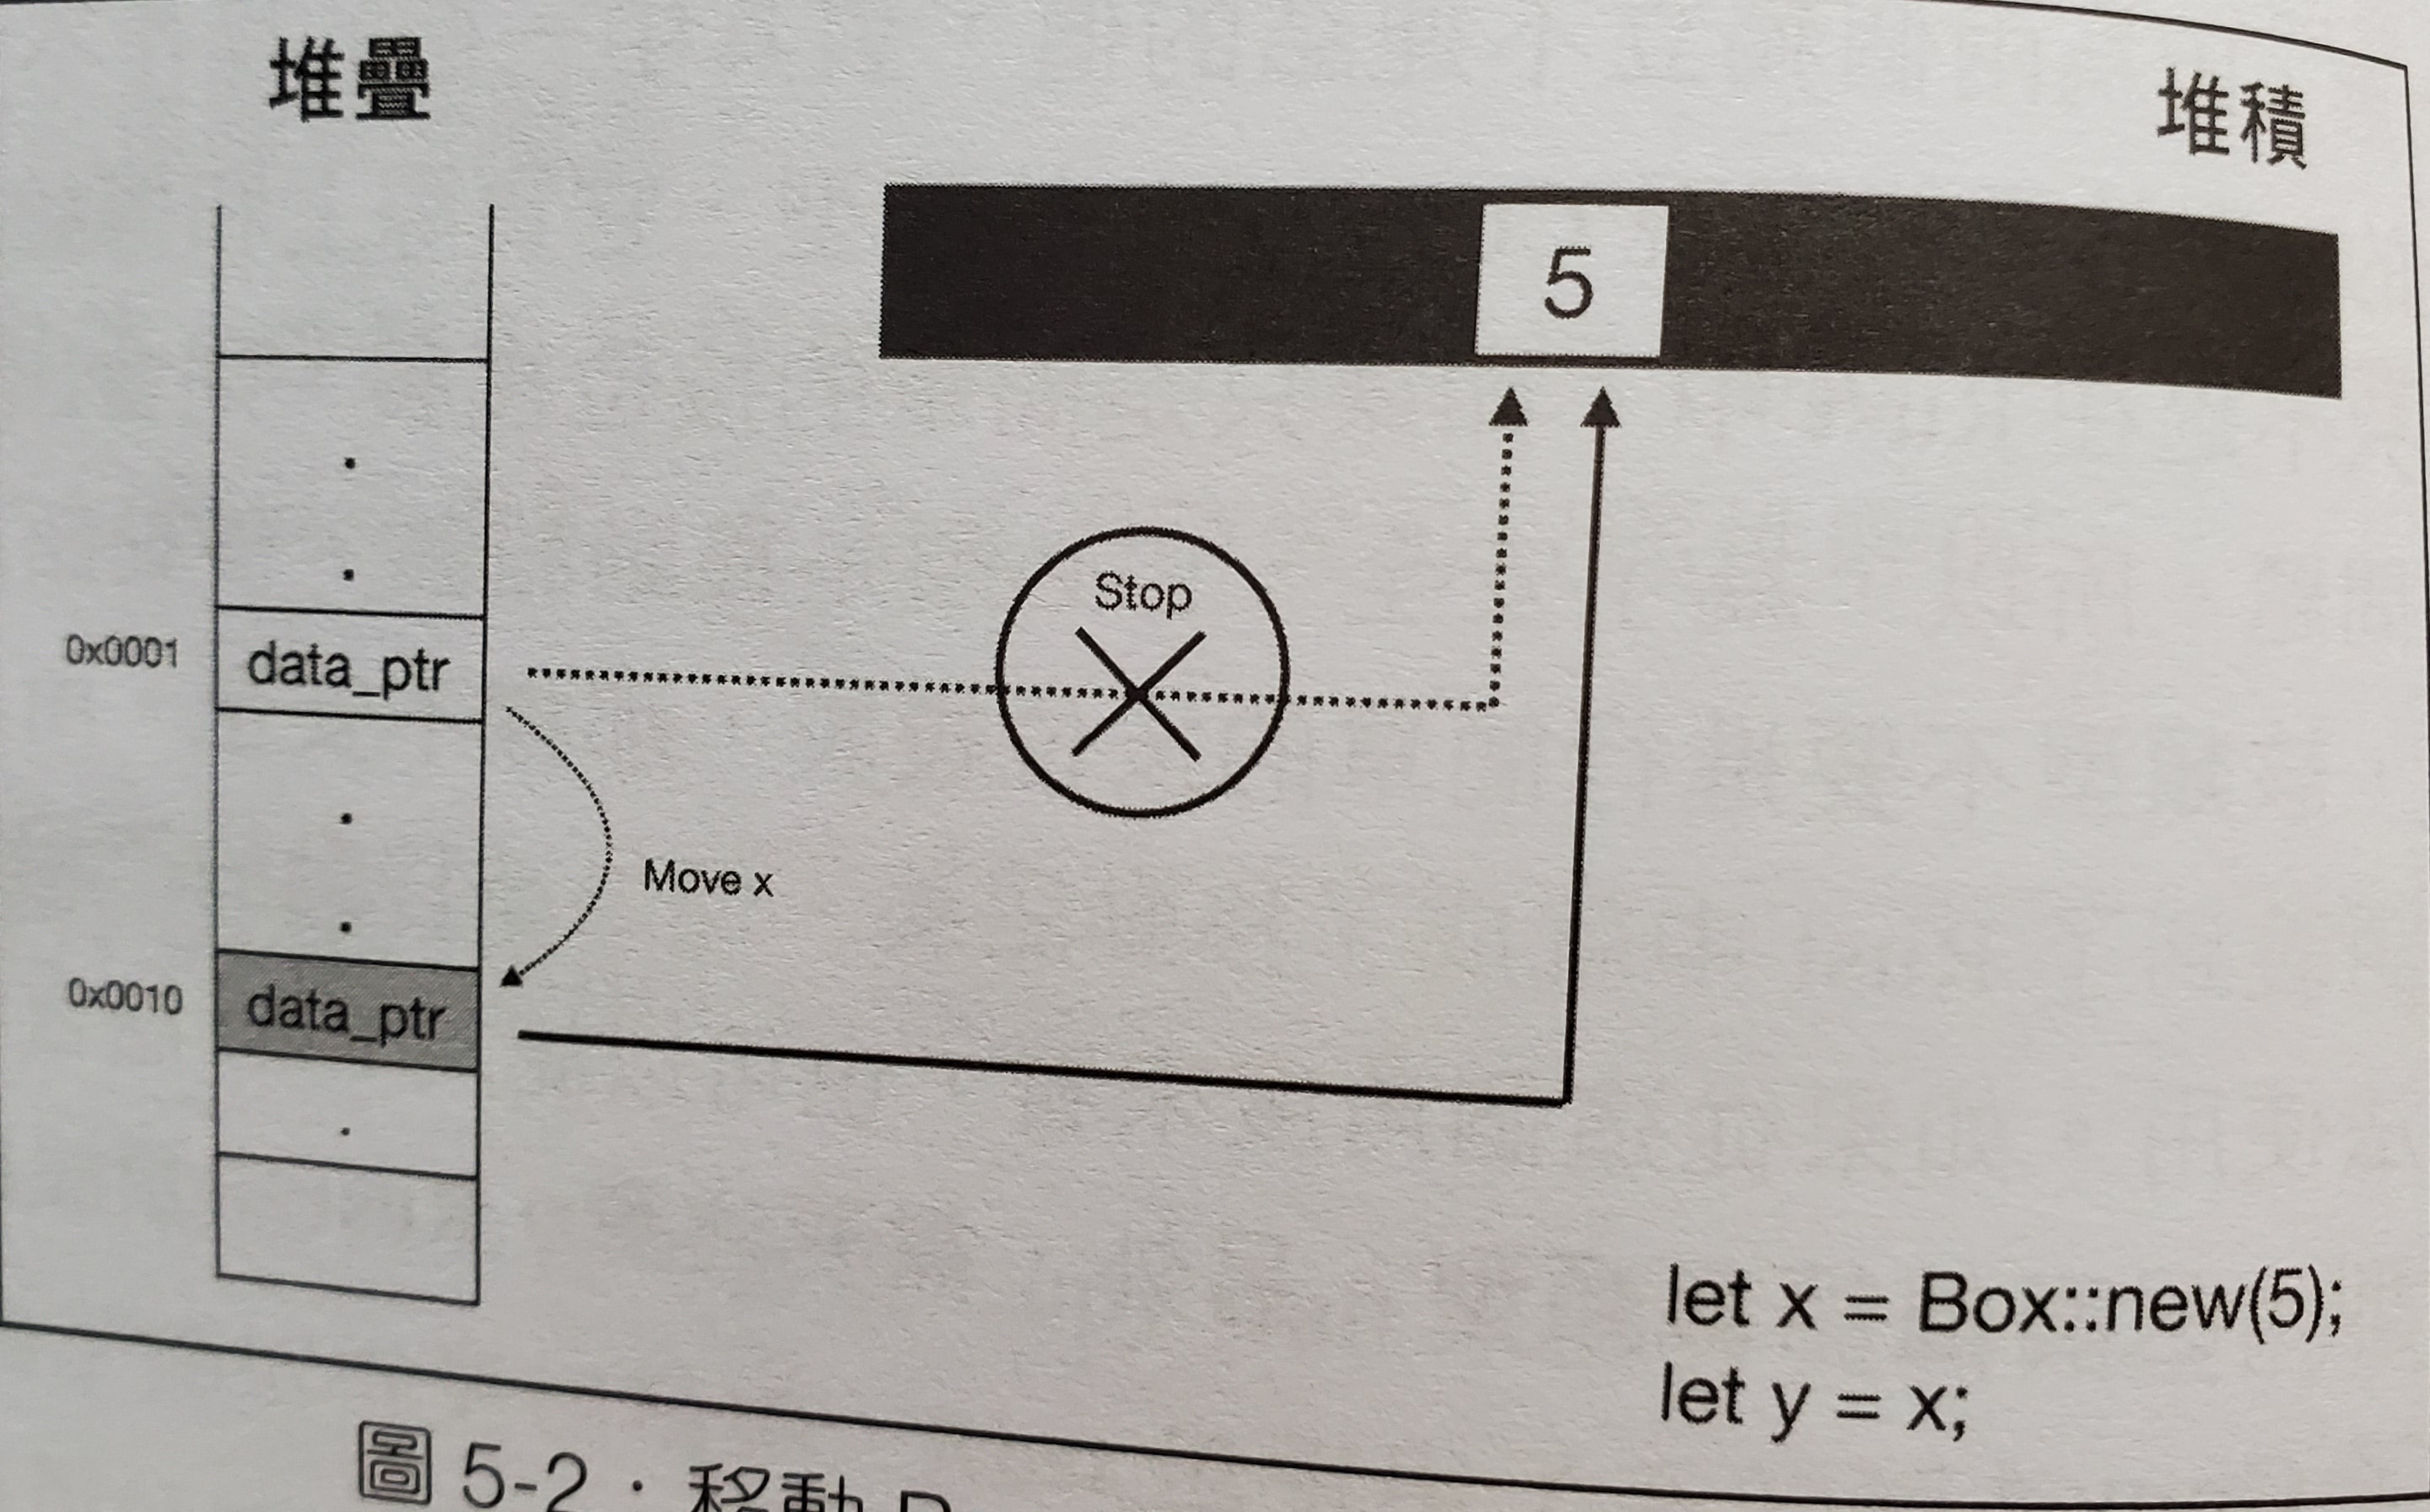 堆疊
堆積
5
Stop
0x0001
data_ptr
Move x
0x0010
data_ptr
let x = Box::new(5);
let y = x;
圖 5-2・移動